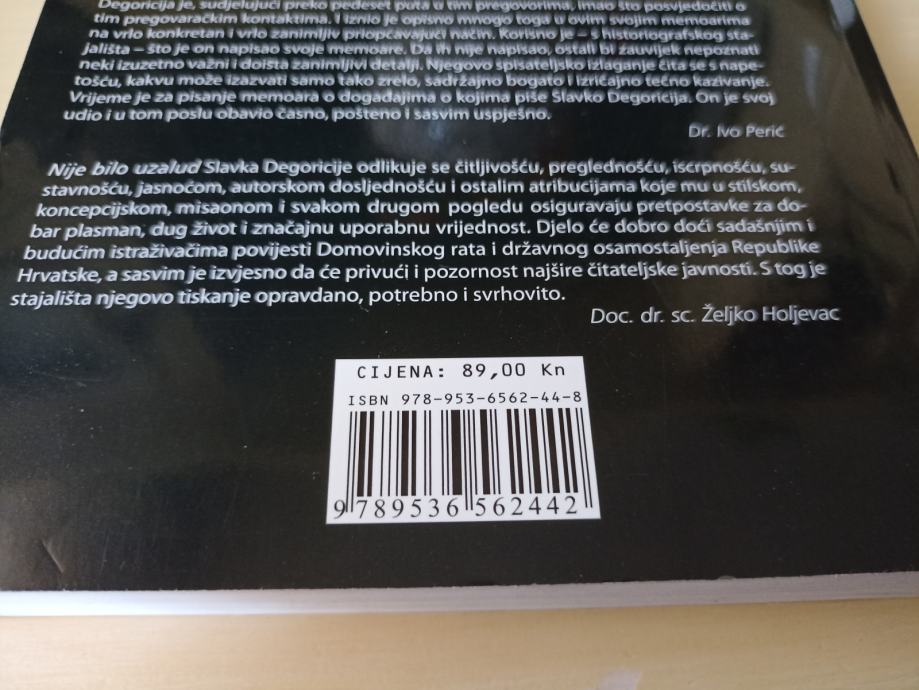 Degoricija je, sudjelujući preko pedeset puta u tim pregovorima, imao što posvjedočiti o
tim pregovaračkim kontaktima. I iznio je opisno mnogo toga u ovim svojim memoarima
na vrlo konkretan i vrlo zanimljiv priopćavajući način. Korisno je – s historiografskog sta-
jališta – što je on napisao svoje memoare. Da ih nije napisao, ostali bi zauvijek nepoznati
neki izuzetno važni i doista zanimljivi detalji. Njegovo spisateljsko izlaganje čita se s nape-
tošću, kakvu može izazvati samo tako zrelo, sadržajno bogato i izričajno tečno kazivanje.
Vrijeme je za pisanje memoara o događajima o kojima piše Slavko Degoricija. On je svoj
udio i u tom poslu obavio časno, pošteno i sasvim uspješno.
Dr. Ivo Perić
Nije bilo uzalud Slavka Degoricije odlikuje se čitljivošću, preglednošću, iscrpnošću, su-
stavnošću, jasnoćom, autorskom dosljednošću i ostalim atribucijama koje mu u stilskom,
koncepcijskom, misaonom i svakom drugom pogledu osiguravaju pretpostavke za do-
bar plasman, dug život i značajnu uporabnu vrijednost. Djelo će dobro doći sadašnjim i
budućim istraživačima povijesti Domovinskog rata i državnog osamostaljenja Republike
Hrvatske, a sasvim je izvjesno da će privući i pozornost najšire čitateljske javnosti. S tog je
stajališta njegovo tiskanje opravdano, potrebno i svrhovito.
Doc. dr. sc. Željko Holjevac
CIJENA: 89,00 Kn
ISBN 978-953-6562-44-8
9 789536 562442